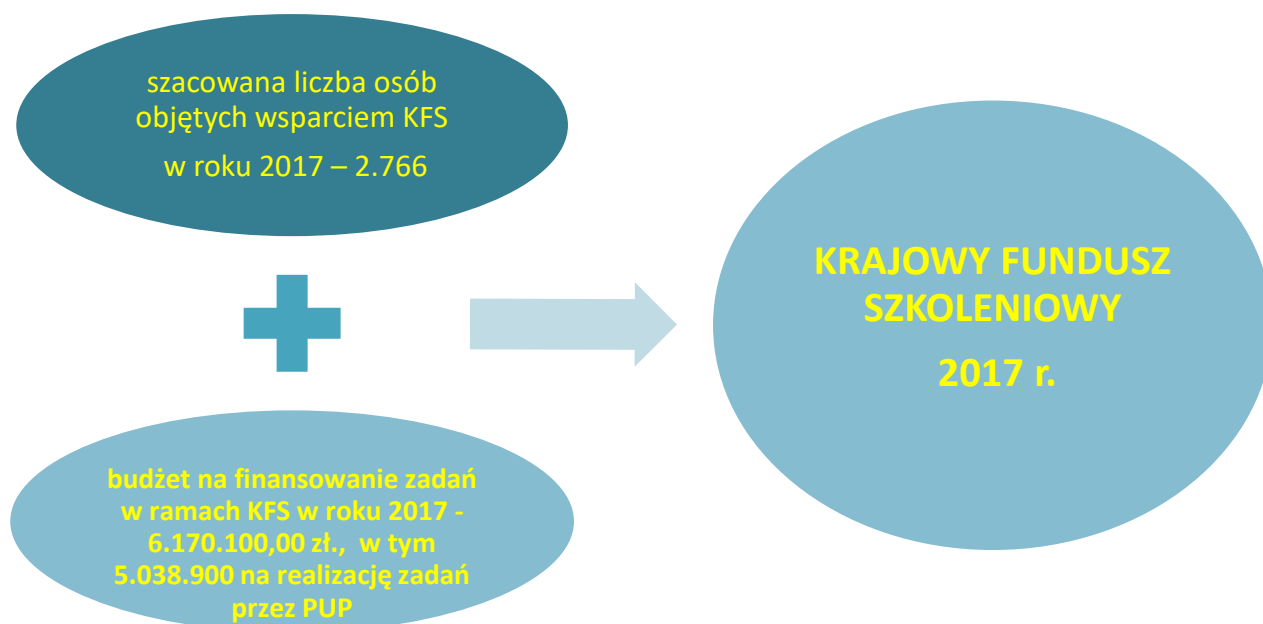 szacowana liczba osób
objętych wsparciem KFS
w roku 2017 – 2.766
budżet na finansowanie zadań
w ramach KFS w roku 2017 -
6.170.100,00 zł., w tym
5.038.900 na realizację zadań
przez PUP
KRAJOWY FUNDUSZ
SZKOLENIOWY
2017 r.